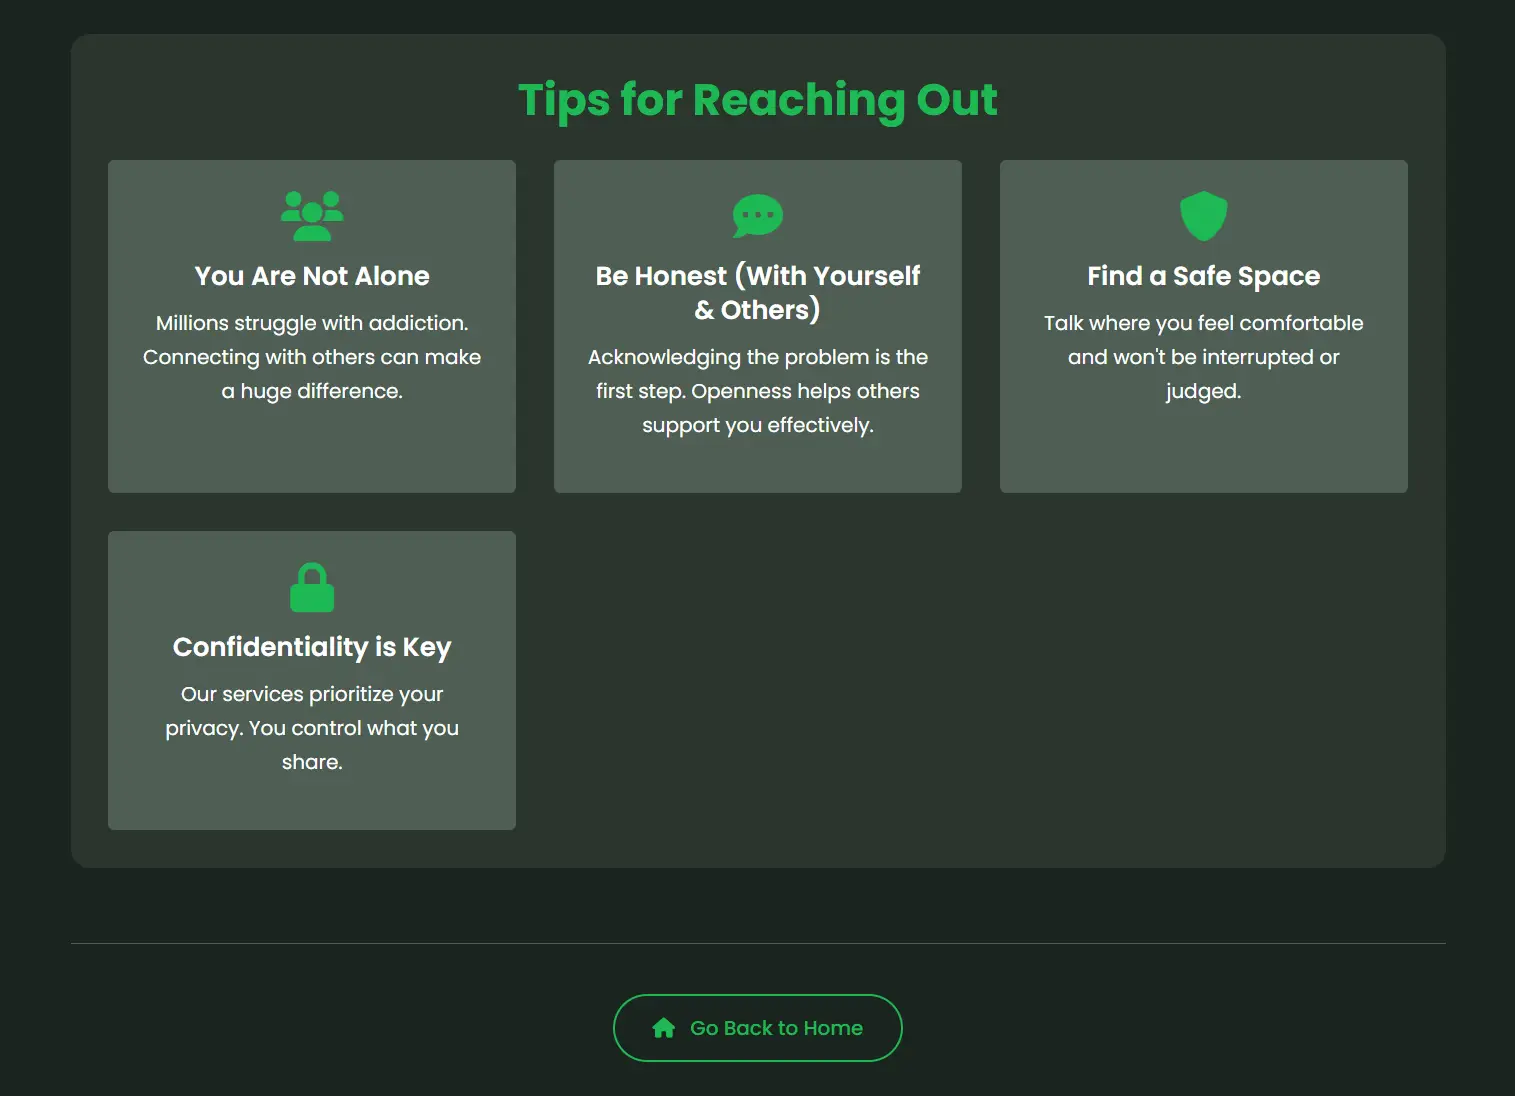 Tips for Reaching Out
You Are Not Alone
Millions struggle with addiction.
Connecting with others can make
a huge difference.
Be Honest (With Yourself
& Others)
Acknowledging the problem is the
first step. Openness helps others
support you effectively.
Find a Safe Space
Talk where you feel comfortable
and won't be interrupted or
judged.
Confidentiality is Key
Our services prioritize your
privacy. You control what you
share.
Go Back to Home